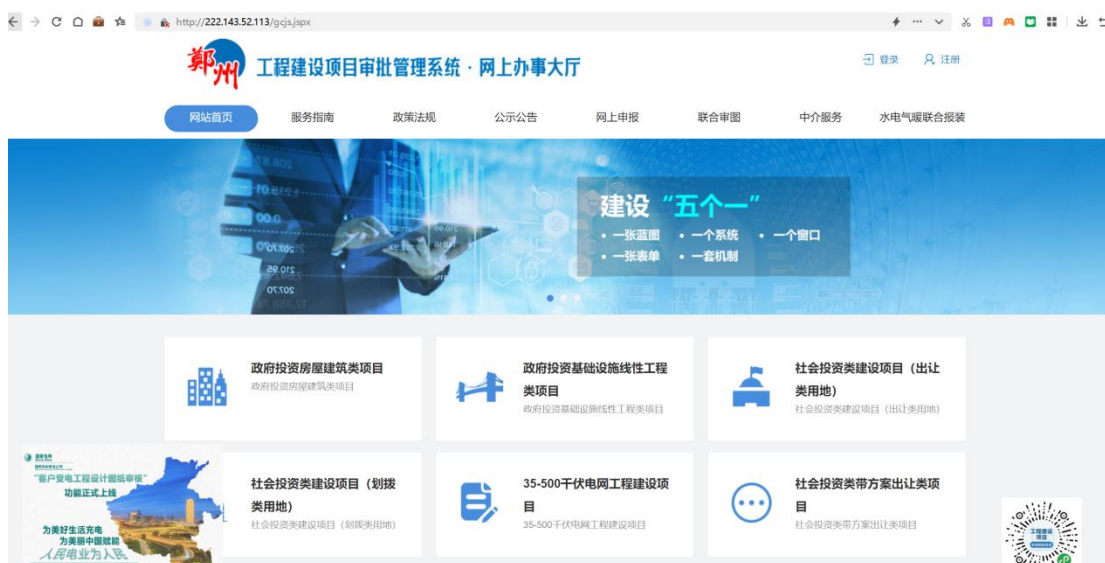 http://222.143.52.113/gcjs.jspx
郑州
工程建设项目审批管理系统 · 网上办事大厅
登录 注册
网站首页 服务指南 政策法规 公示公告 网上申报 联合审图 中介服务 水电气暖联合报装
建设“五个一”
• 一张蓝图 • 一个系统 • 一个窗口
• 一张表单 • 一套机制
政府投资房屋建筑类项目
政府投资房屋建筑类项目
政府投资基础设施线性工程
类项目
政府投资基础设施线性工程类项目
社会投资类建设项目（出让
类用地）
社会投资类建设项目（出让类用地）
社会投资类建设项目（划拨
类用地）
社会投资类建设项目（划拨类用地）
35-500千伏电网工程建设项
目
35-500千伏电网工程建设项目
社会投资类带方案出让类项
目
社会投资类带方案出让类项目
国家电网
“客户受电工程设计图纸审核”
功能正式上线
为美好生活充电
为美丽中国赋能
人民电业为人民
工程建设
项目